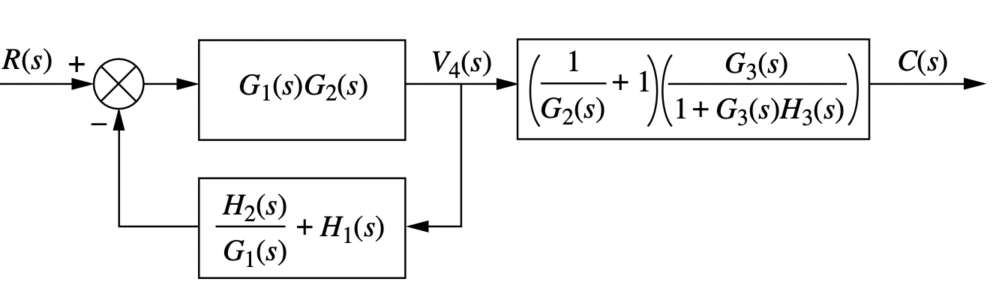 R(s) +
−
G₁(s)G₂(s)
V₄(s)
(1/G₂(s) + 1)(G₃(s)/(1 + G₃(s)H₃(s)))
C(s)
H₂(s)/G₁(s) + H₁(s)